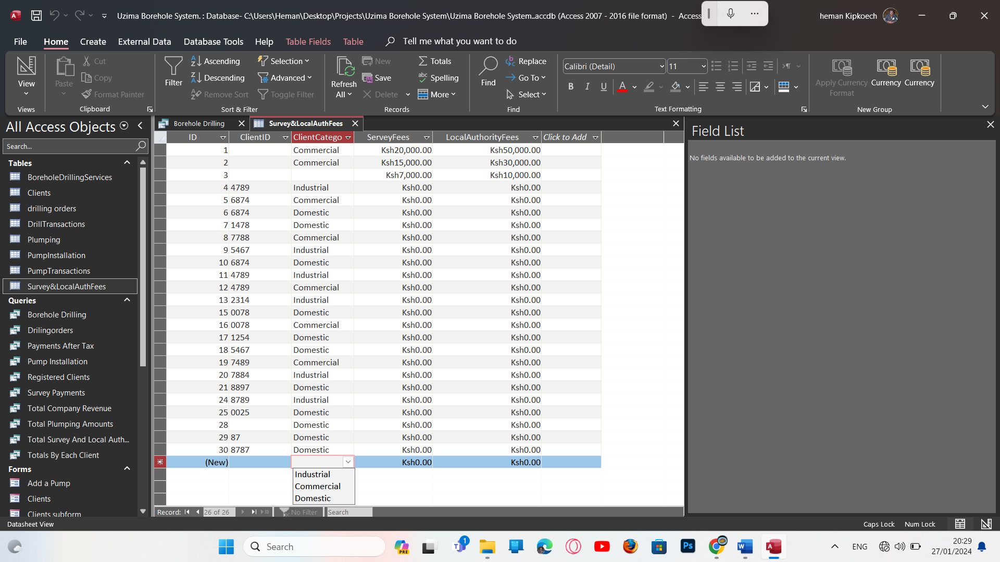 Uzima Borehole System. : Database- C:\Users\Heman\Desktop\Projects\Uzima Borehole System\Uzima Borehole System..accdb (Access 2007 - 2016 file format) - Access
heman Kipkoech
File Home Create External Data Database Tools Help Table Fields Table Tell me what you want to do
View
Views
Paste
Cut
Copy
Format Painter
Clipboard
Filter
Ascending
Descending
Remove Sort
Selection
Advanced
Toggle Filter
Sort & Filter
Refresh
All
New
Save
Delete
Totals
Spelling
More
Records
Find
Replace
Go To
Select
Find
Calibri (Detail) 11
B I U A
Text Formatting
Apply Currency
Format
Currency
Currency
New Group
All Access Objects
Search...
Tables
BoreholeDrillingServices
Clients
drilling orders
DrillTransactions
Plumping
PumpInstallation
PumpTransactions
Survey&LocalAuthFees
Queries
Borehole Drilling
Drilingorders
Payments After Tax
Pump Installation
Registered Clients
Survey Payments
Total Company Revenue
Total Plumping Amounts
Total Survey And Local Auth...
Totals By Each Client
Forms
Add a Pump
Clients
Clients subform
Borehole Drilling Survey&LocalAuthFees
ID ClientID ClientCatego ServeyFees LocalAuthorityFees Click to Add
1 Commercial Ksh20,000.00 Ksh50,000.00
2 Commercial Ksh15,000.00 Ksh30,000.00
3 Ksh7,000.00 Ksh10,000.00
4 4789 Industrial Ksh0.00 Ksh0.00
5 6874 Commercial Ksh0.00 Ksh0.00
6 6874 Domestic Ksh0.00 Ksh0.00
7 1478 Domestic Ksh0.00 Ksh0.00
8 7788 Commercial Ksh0.00 Ksh0.00
9 5467 Industrial Ksh0.00 Ksh0.00
10 6874 Domestic Ksh0.00 Ksh0.00
11 4789 Industrial Ksh0.00 Ksh0.00
12 4789 Commercial Ksh0.00 Ksh0.00
13 2314 Industrial Ksh0.00 Ksh0.00
15 0078 Domestic Ksh0.00 Ksh0.00
16 0078 Commercial Ksh0.00 Ksh0.00
17 1254 Domestic Ksh0.00 Ksh0.00
18 5467 Domestic Ksh0.00 Ksh0.00
19 7489 Commercial Ksh0.00 Ksh0.00
20 7884 Industrial Ksh0.00 Ksh0.00
21 8897 Domestic Ksh0.00 Ksh0.00
24 8789 Industrial Ksh0.00 Ksh0.00
25 0025 Domestic Ksh0.00 Ksh0.00
28 Domestic Ksh0.00 Ksh0.00
29 87 Domestic Ksh0.00 Ksh0.00
30 8787 Domestic Ksh0.00 Ksh0.00
(New) Ksh0.00 Ksh0.00
Industrial
Commercial
Domestic
Record: 26 of 26 No Filter Search
Field List
No fields available to be added to the current view.
Datasheet View Caps Lock Num Lock
Search
PRE
1
Ps
ENG
20:29
27/01/2024